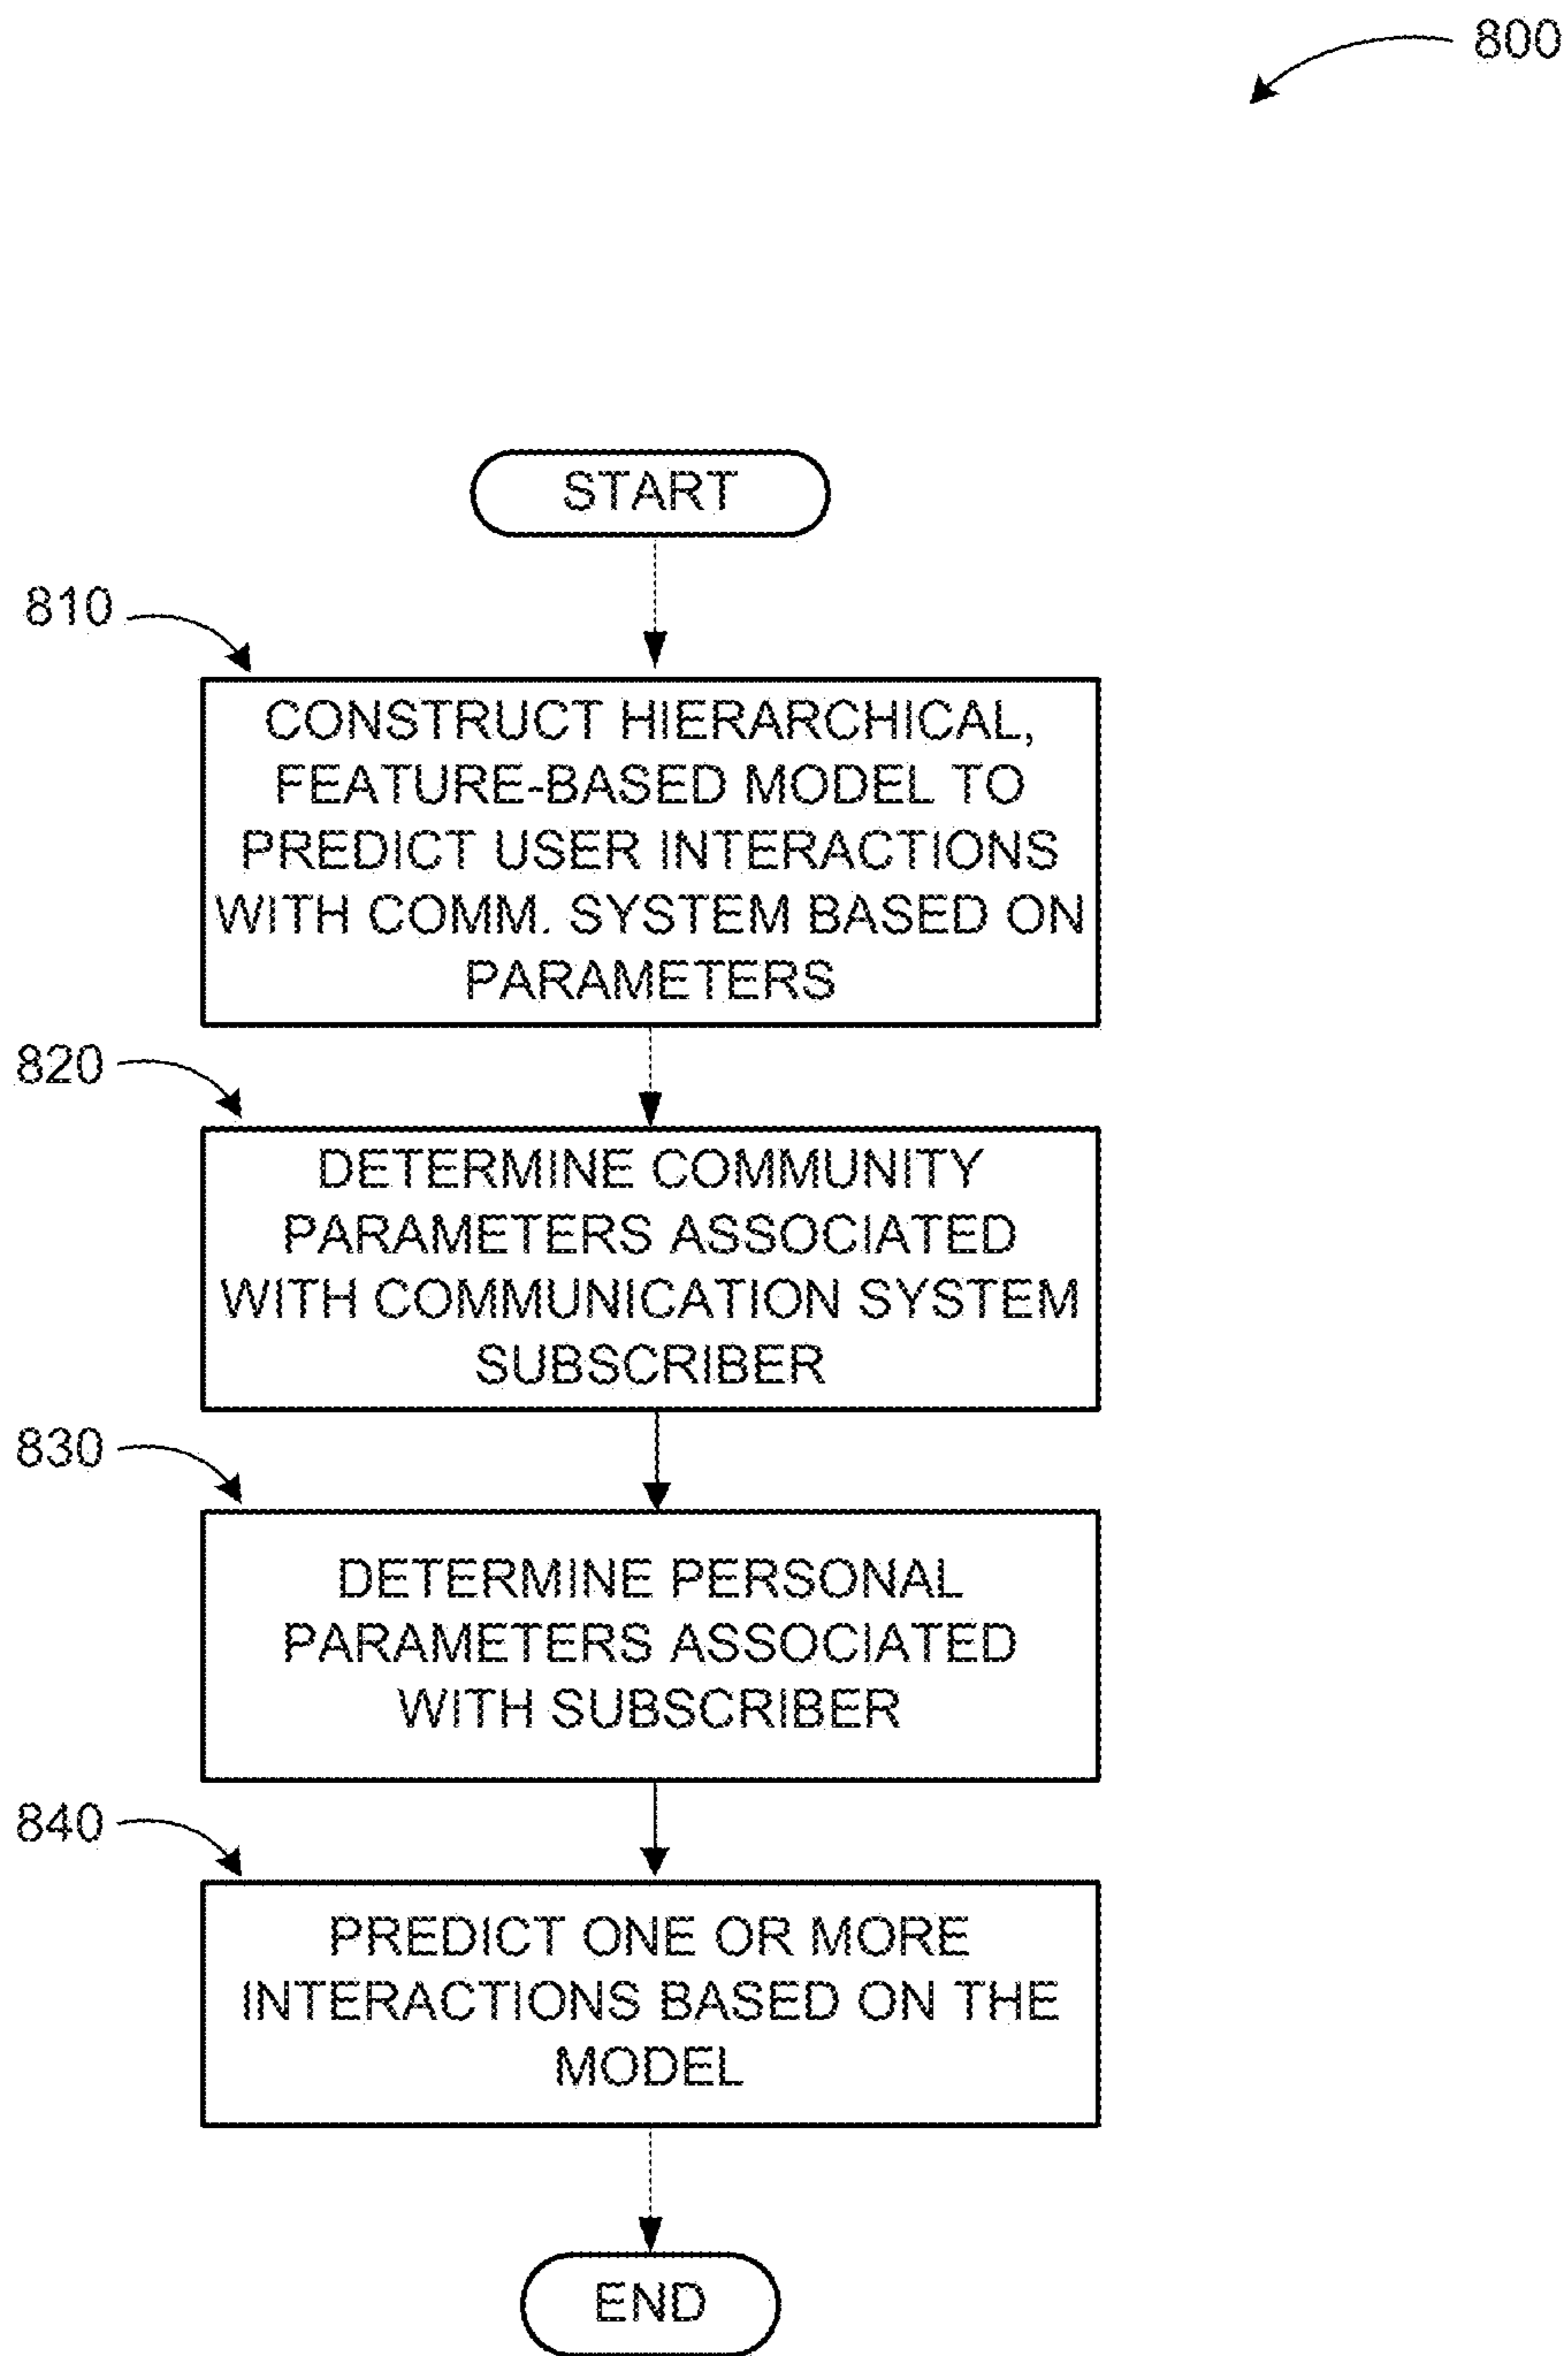 800
START
810
CONSTRUCT HIERARCHICAL,
FEATURE-BASED MODEL TO
PREDICT USER INTERACTIONS
WITH COMM. SYSTEM BASED ON
PARAMETERS
820
DETERMINE COMMUNITY
PARAMETERS ASSOCIATED
WITH COMMUNICATION SYSTEM
SUBSCRIBER
830
DETERMINE PERSONAL
PARAMETERS ASSOCIATED
WITH SUBSCRIBER
840
PREDICT ONE OR MORE
INTERACTIONS BASED ON THE
MODEL
END